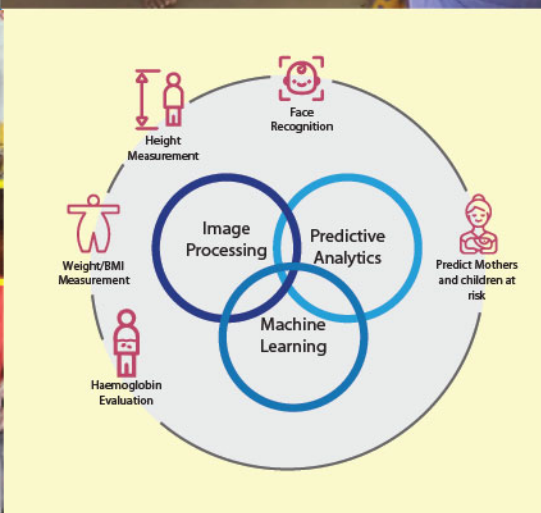 Face
Recognition
Height
Measurement
Image
Processing
Predictive
Analytics
Weight/BMI
Measurement
Predict Mothers
and children at
risk
Machine
Learning
Haemoglobin
Evaluation